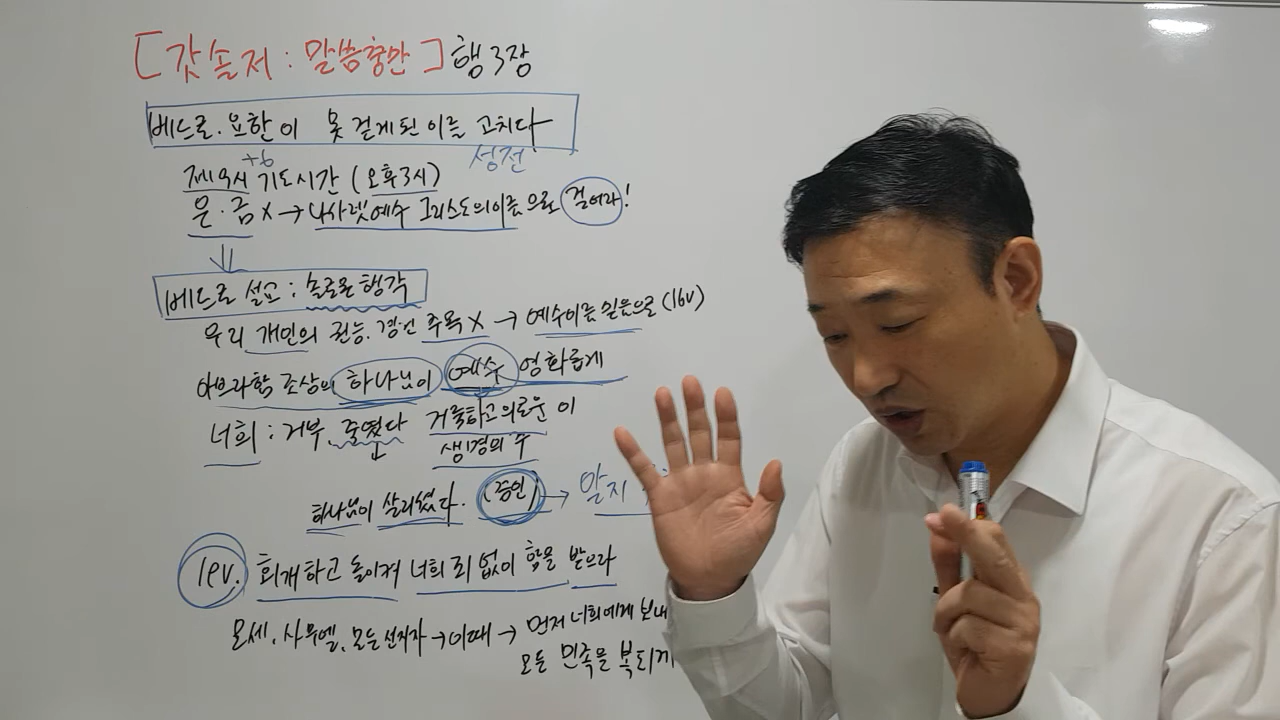 [갓솔저 : 말씀충만] 행3장
베드로.요한이 못 걷게된 이를 고치다
+6 성전
제9시 기도시간 (오후3시)
은.금 X → 나사렛예수 그리스도의이름으로 걸어라!
베드로 설교 : 솔로몬 행각
우리 개인의 권능.경건 주목 X → 예수이름 믿음으로 (16v)
아브라함 조상의 하나님이 예수 영화롭게
너희 : 거부, 죽였다 거룩하고 의로운 이
생명의 주
하나님이 살리셨다. (증인) → 알지
19v. 회개하고 돌이켜 너희 죄 없이 함을 받으라
모세, 사무엘, 모든 선지자 → 이때 → 먼저 너희에게 보내
모든 민족을 복되게